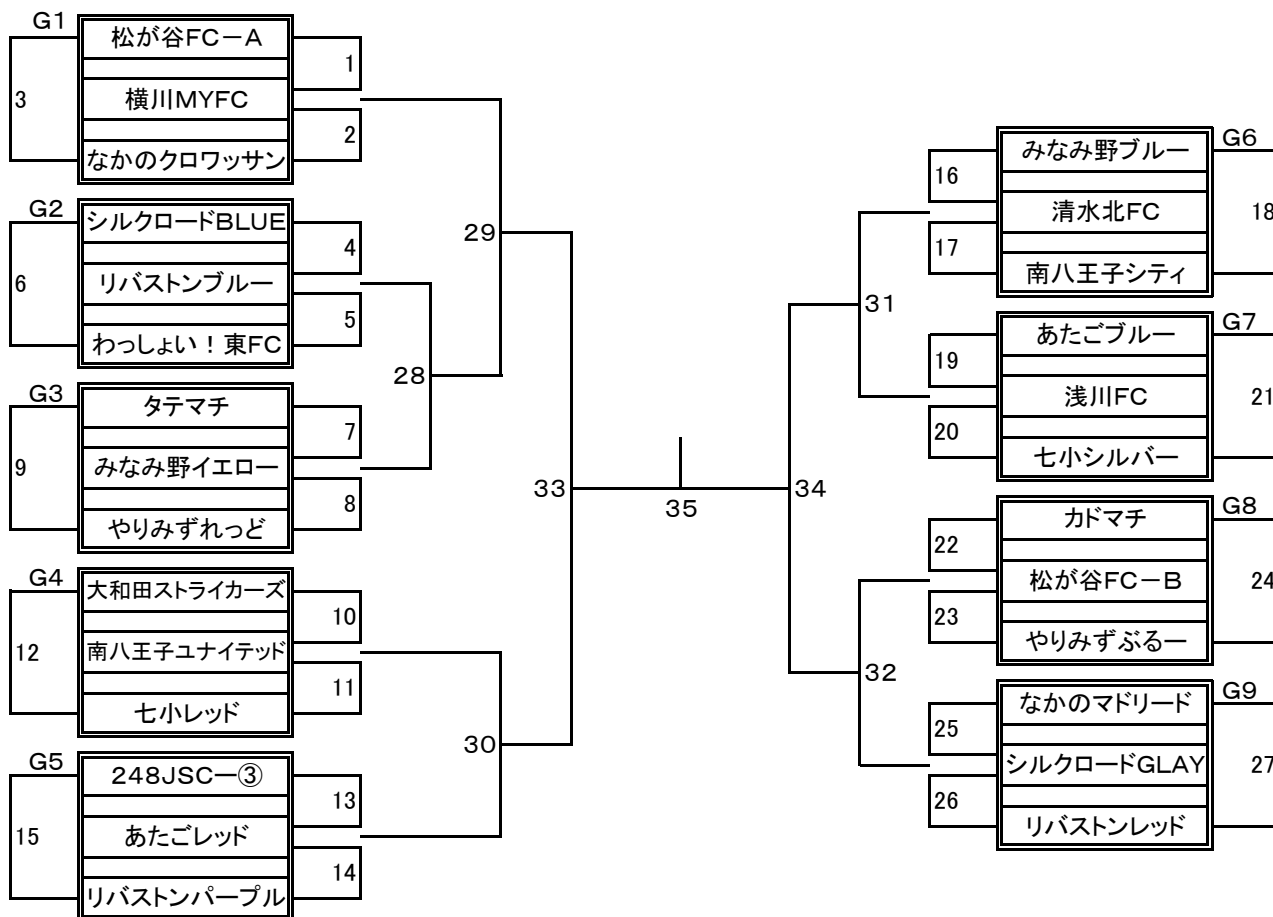 G1
松が谷FC－A
1
3
横川MYFC
2
なかのクロワッサン
G2
シルクロードBLUE
4
6
リバストンブルー
5
わっしょい！東FC
G3
タテマチ
7
9
みなみ野イエロー
8
やりみずれっど
G4
大和田ストライカーズ
10
12
南八王子ユナイテッド
11
七小レッド
G5
248JSC－③
13
15
あたごレッド
14
リバストンパープル
28
29
30
33
35
34
31
32
G6
みなみ野ブルー
16
清水北FC
18
17
南八王子シティ
G7
あたごブルー
19
浅川FC
21
20
七小シルバー
G8
カドマチ
22
松が谷FC－B
24
23
やりみずぶるー
G9
なかのマドリード
25
シルクロードGLAY
27
26
リバストンレッド